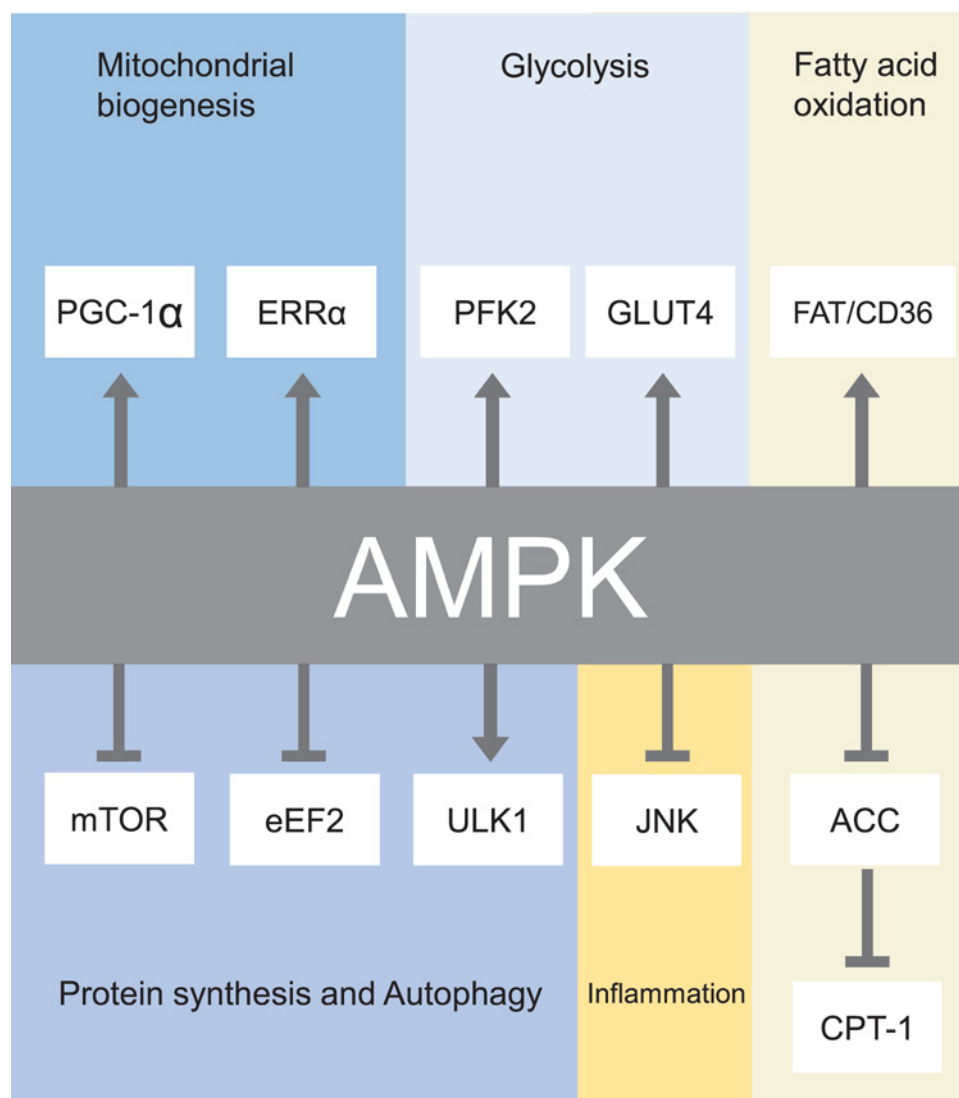 Mitochondrial
biogenesis
Glycolysis
Fatty acid
oxidation
PGC-1α
ERRα
PFK2
GLUT4
FAT/CD36
AMPK
mTOR
eEF2
ULK1
JNK
ACC
Protein synthesis and Autophagy
Inflammation
CPT-1